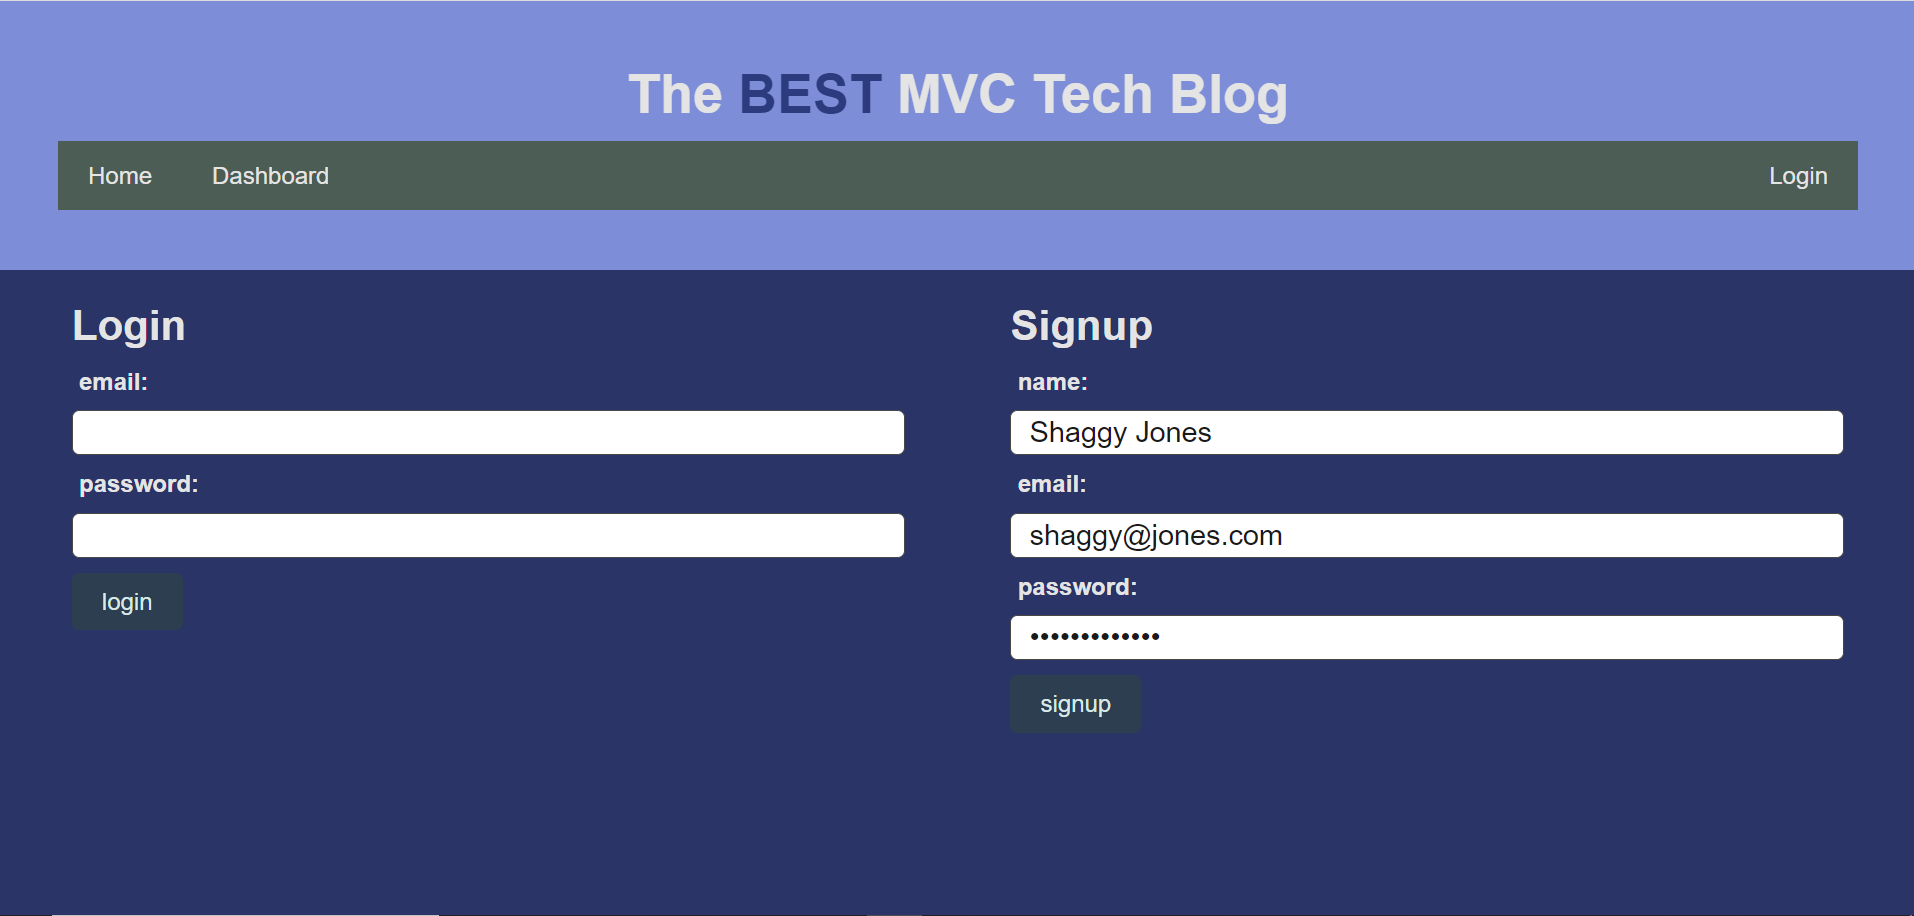 The BEST MVC Tech Blog
Home Dashboard Login
Login
email:
password:
login
Signup
name:
Shaggy Jones
email:
shaggy@jones.com
password:
•••••••••••••
signup